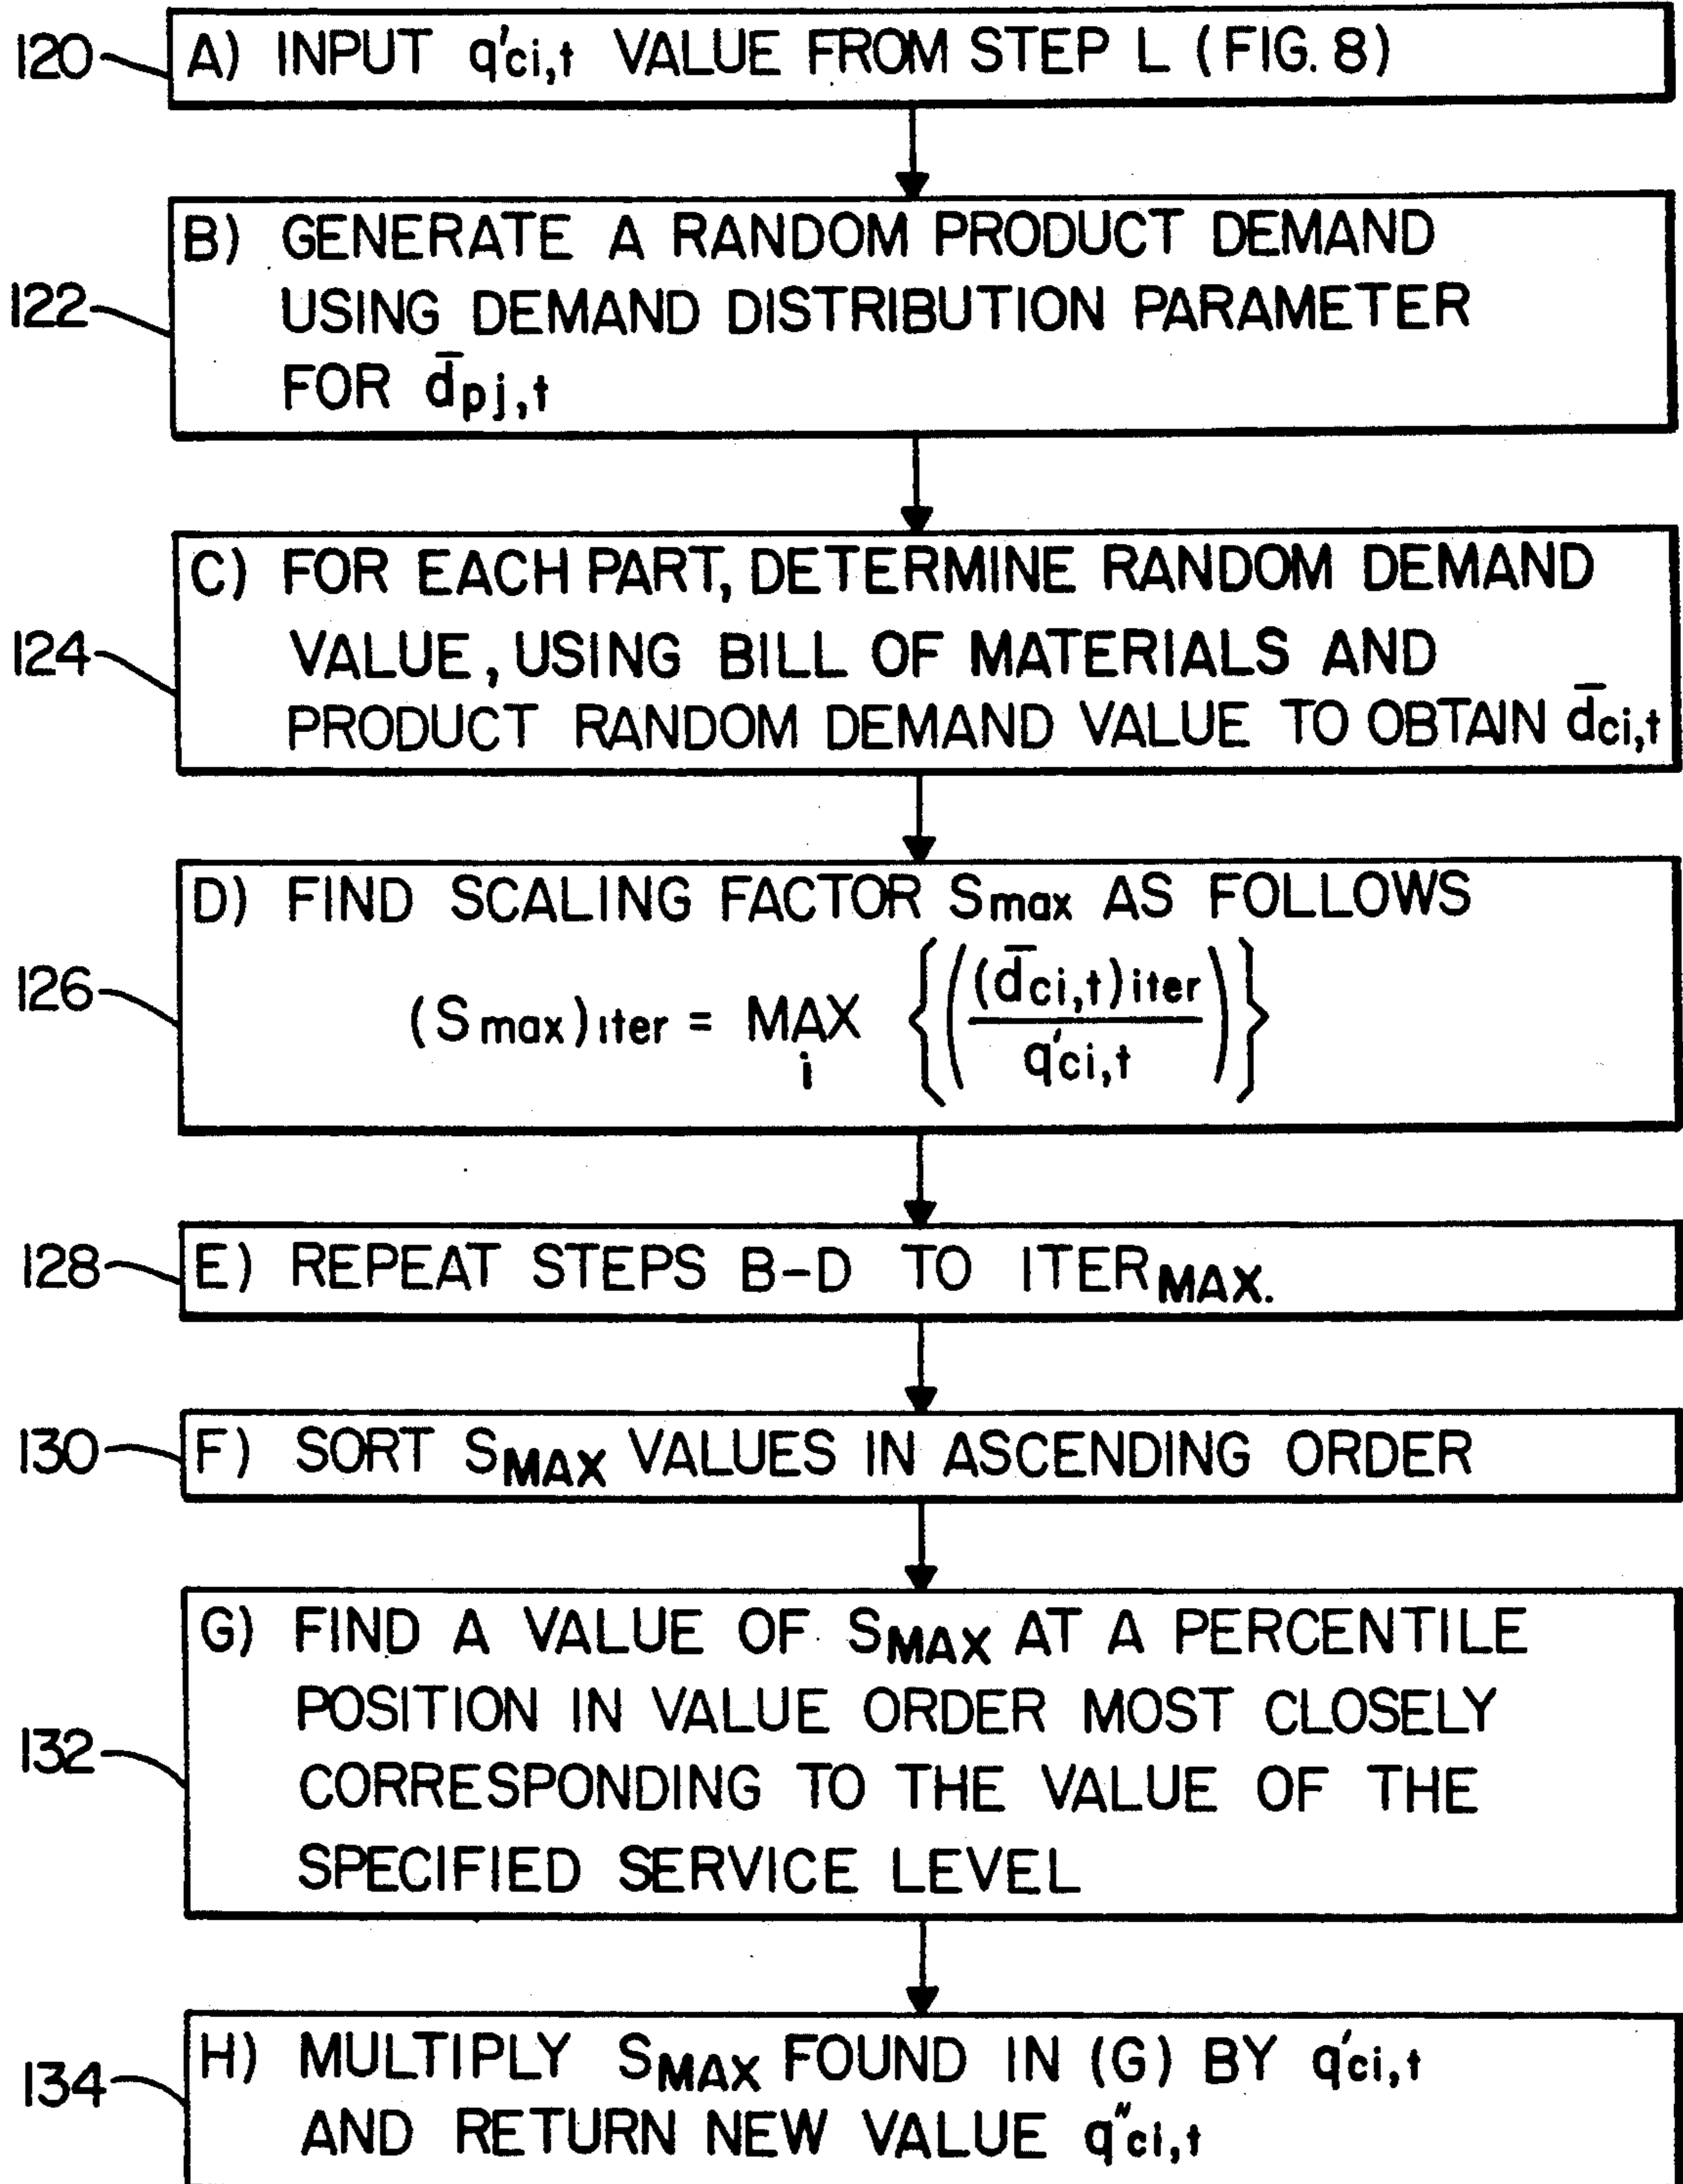 120 A) INPUT q'ci,t VALUE FROM STEP L (FIG. 8)
B) GENERATE A RANDOM PRODUCT DEMAND
122 USING DEMAND DISTRIBUTION PARAMETER
FOR d̄pj,t
C) FOR EACH PART, DETERMINE RANDOM DEMAND
124 VALUE, USING BILL OF MATERIALS AND
PRODUCT RANDOM DEMAND VALUE TO OBTAIN d̄ci,t
D) FIND SCALING FACTOR Smax AS FOLLOWS
126 (Smax)iter = MAX i {((d̄ci,t)iter / q'ci,t)}
128 E) REPEAT STEPS B-D TO ITERMAX.
130 F) SORT SMAX VALUES IN ASCENDING ORDER
G) FIND A VALUE OF SMAX AT A PERCENTILE
POSITION IN VALUE ORDER MOST CLOSELY
132 CORRESPONDING TO THE VALUE OF THE
SPECIFIED SERVICE LEVEL
134 H) MULTIPLY SMAX FOUND IN (G) BY q'ci,t
AND RETURN NEW VALUE q"ci,t